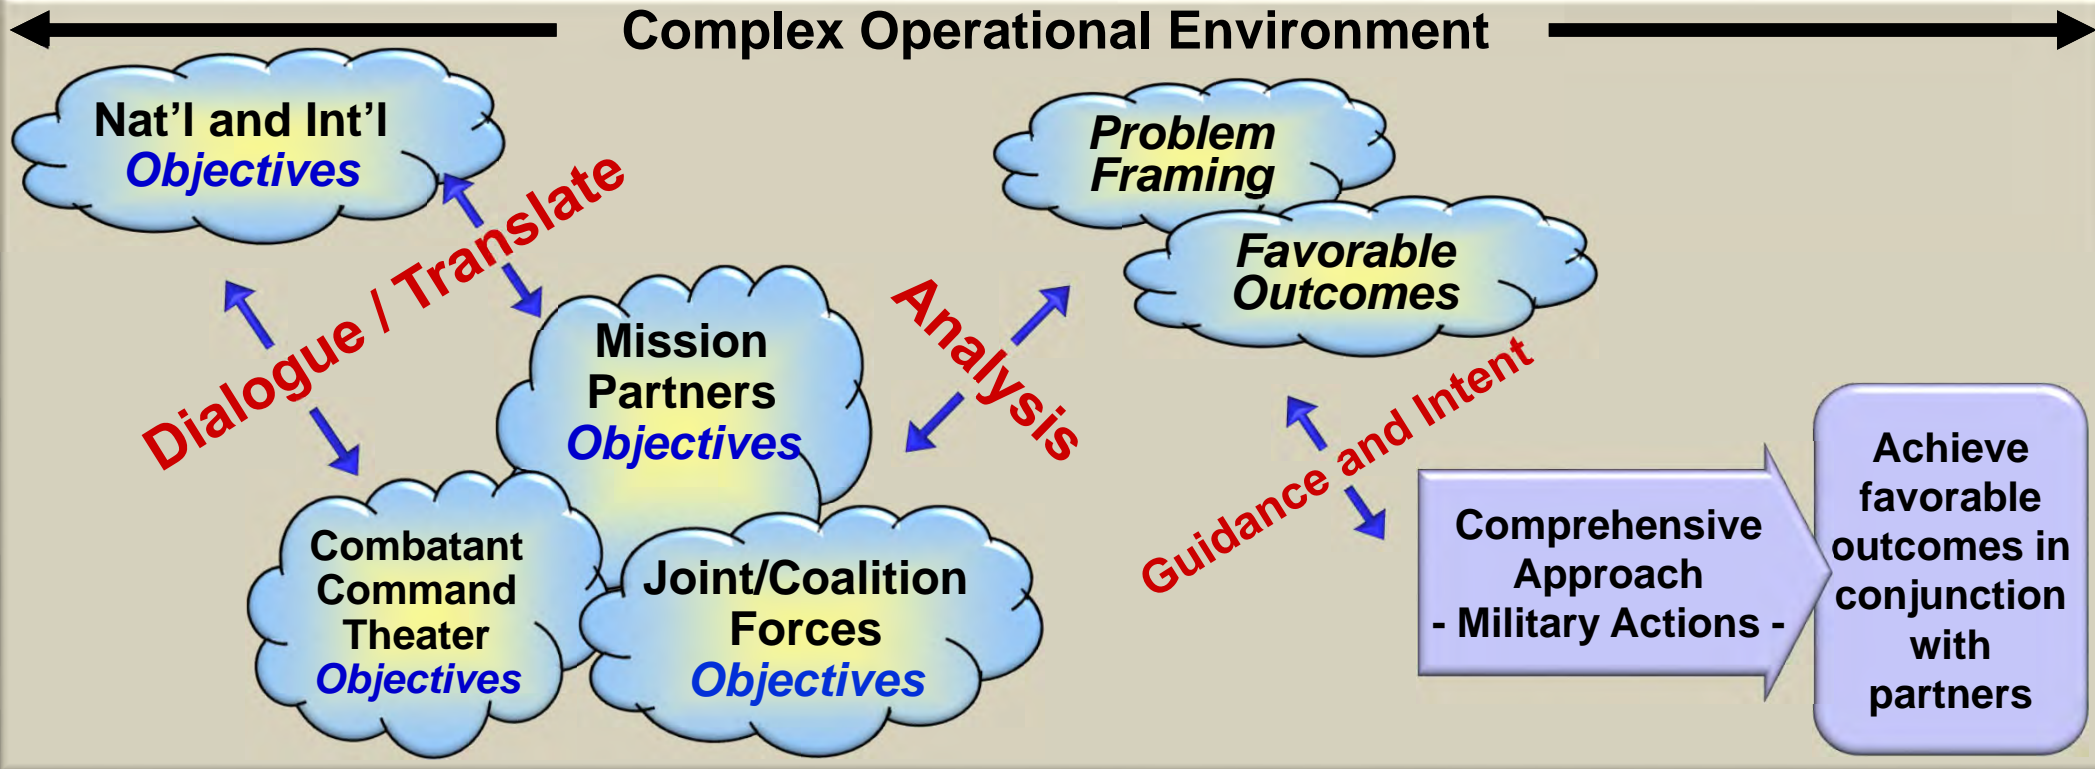 Complex Operational Environment
Nat'l and Int'l
Objectives
Dialogue / Translate
Mission
Partners
Objectives
Combatant
Command
Theater
Objectives
Joint/Coalition
Forces
Objectives
Analysis
Problem
Framing
Favorable
Outcomes
Guidance and Intent
Comprehensive
Approach
- Military Actions -
Achieve
favorable
outcomes in
conjunction
with
partners